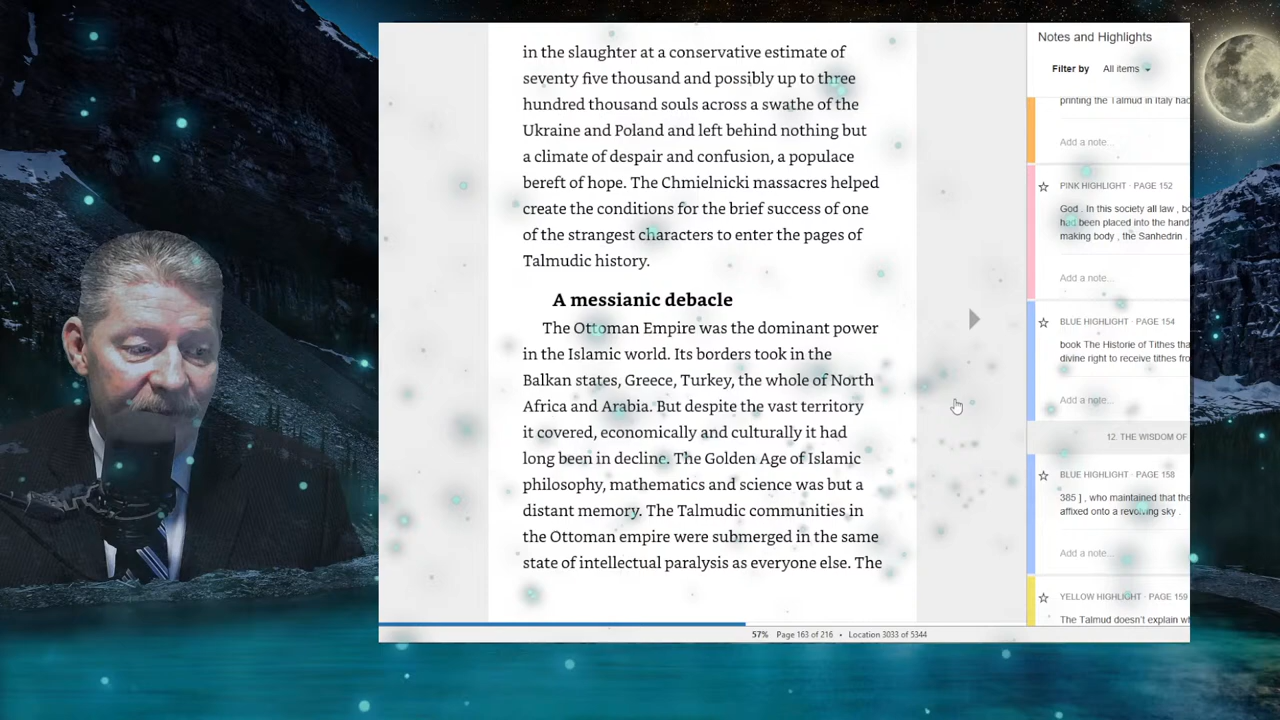 in the slaughter at a conservative estimate of
seventy five thousand and possibly up to three
hundred thousand souls across a swathe of the
Ukraine and Poland and left behind nothing but
a climate of despair and confusion, a populace
bereft of hope. The Chmielnicki massacres helped
create the conditions for the brief success of one
of the strangest characters to enter the pages of
Talmudic history.
A messianic debacle
The Ottoman Empire was the dominant power
in the Islamic world. Its borders took in the
Balkan states, Greece, Turkey, the whole of North
Africa and Arabia. But despite the vast territory
it covered, economically and culturally it had
long been in decline. The Golden Age of Islamic
philosophy, mathematics and science was but a
distant memory. The Talmudic communities in
the Ottoman empire were submerged in the same
state of intellectual paralysis as everyone else. The
57% Page 163 of 216 • Location 3033 of 5344
Notes and Highlights
Filter by All items
printing the Talmud in Italy had
Add a note...
PINK HIGHLIGHT · PAGE 152
God . In this society all law , bo
had been placed into the hand
making body , the Sanhedrin .
Add a note...
BLUE HIGHLIGHT · PAGE 154
book The Historie of Tithes tha
divine right to receive tithes fro
Add a note...
12. THE WISDOM OF
BLUE HIGHLIGHT · PAGE 158
385 ] , who maintained that the
affixed onto a revolving sky .
Add a note...
YELLOW HIGHLIGHT · PAGE 159
The Talmud doesn't explain wh